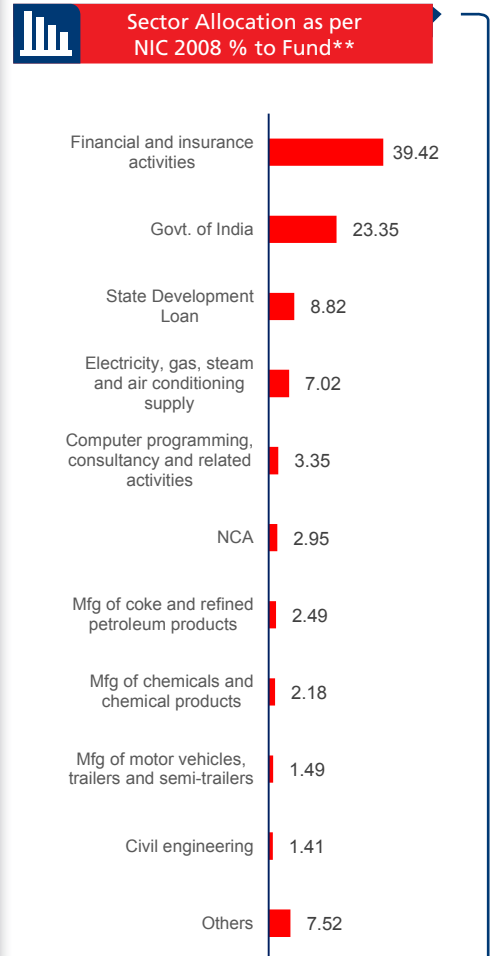 Sector Allocation as per
NIC 2008 % to Fund**
Financial and insurance
activities
39.42
Govt. of India
23.35
State Development
Loan
8.82
Electricity, gas, steam
and air conditioning
supply
7.02
Computer programming,
consultancy and related
activities
3.35
NCA
2.95
Mfg of coke and refined
petroleum products
2.49
Mfg of chemicals and
chemical products
2.18
Mfg of motor vehicles,
trailers and semi-trailers
1.49
Civil engineering
1.41
Others
7.52